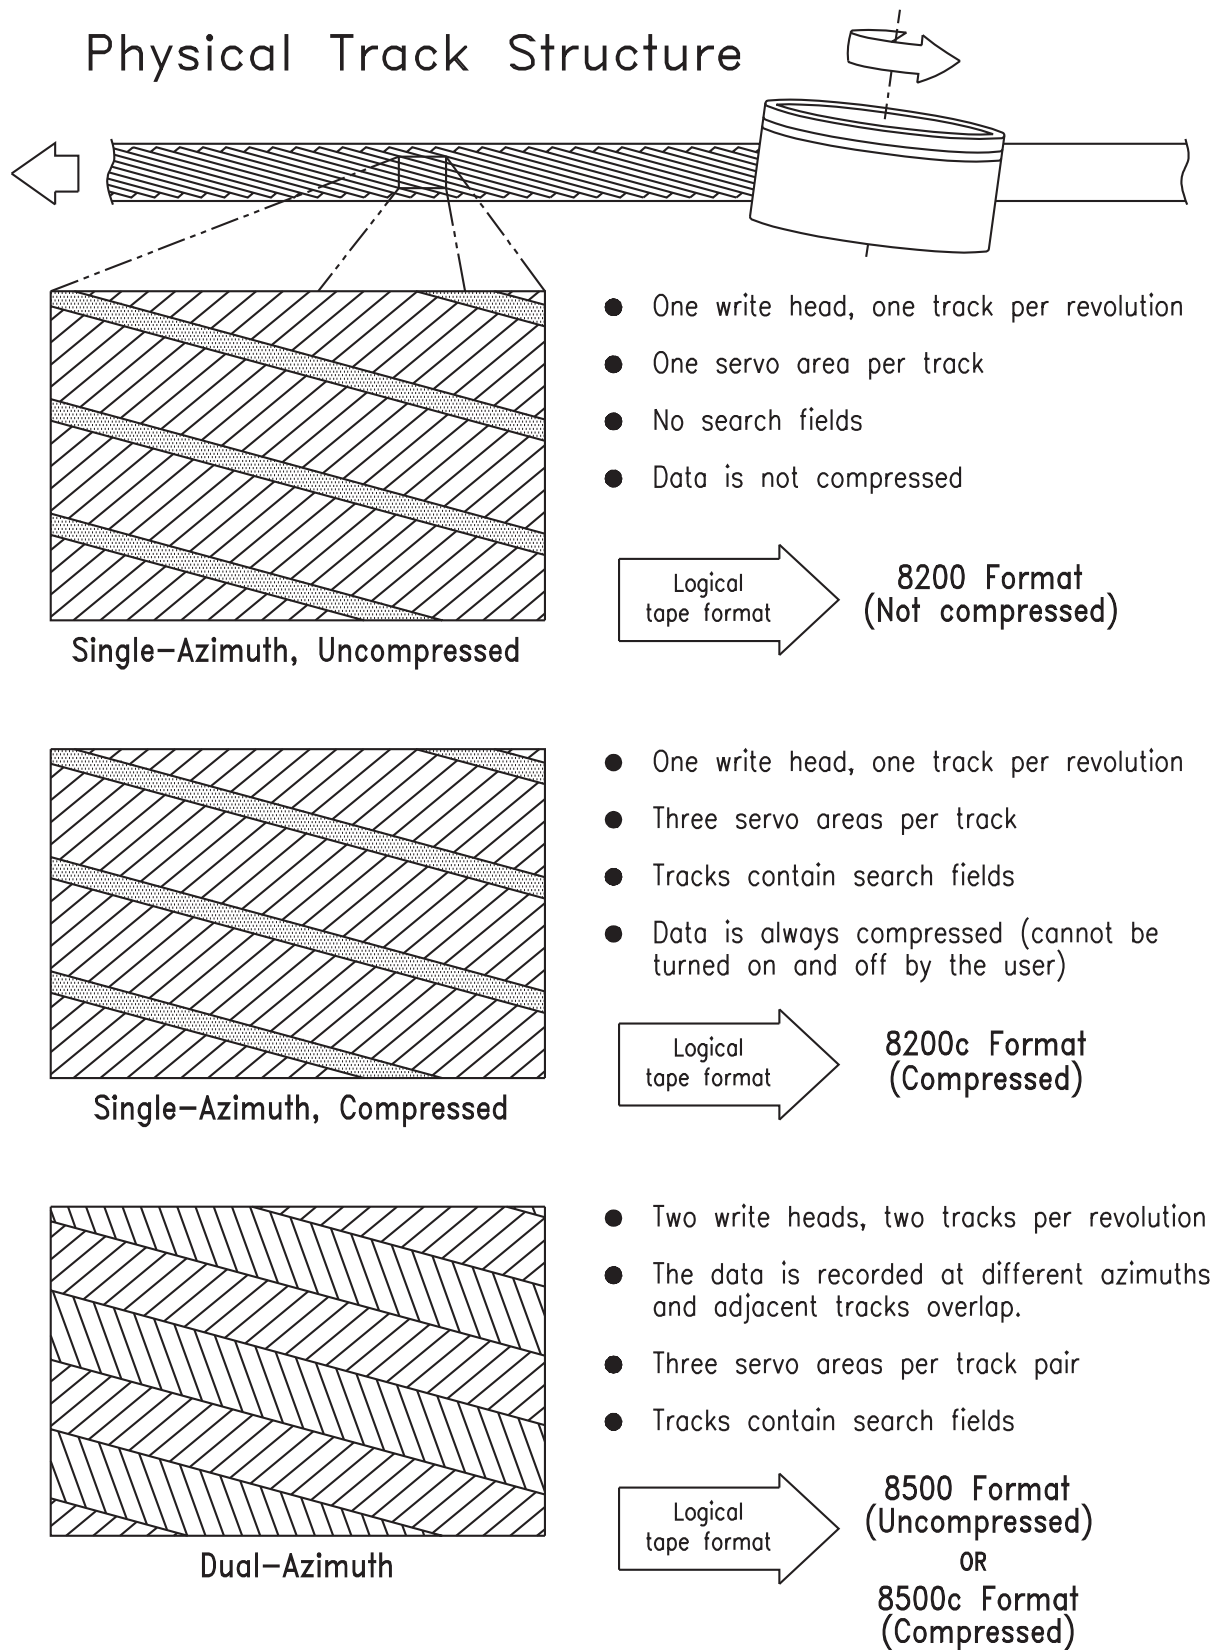 Physical Track Structure
● One write head, one track per revolution
● One servo area per track
● No search fields
● Data is not compressed
Logical
tape format
8200 Format
(Not compressed)
Single-Azimuth, Uncompressed
● One write head, one track per revolution
● Three servo areas per track
● Tracks contain search fields
● Data is always compressed (cannot be
turned on and off by the user)
Logical
tape format
8200c Format
(Compressed)
Single-Azimuth, Compressed
● Two write heads, two tracks per revolution
● The data is recorded at different azimuths
and adjacent tracks overlap.
● Three servo areas per track pair
● Tracks contain search fields
Logical
tape format
8500 Format
(Uncompressed)
OR
8500c Format
(Compressed)
Dual-Azimuth